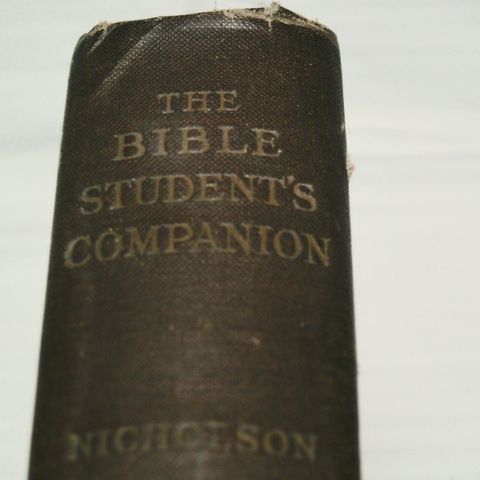 THE
BIBLE
STUDENT'S
COMPANION
NICHOLSON